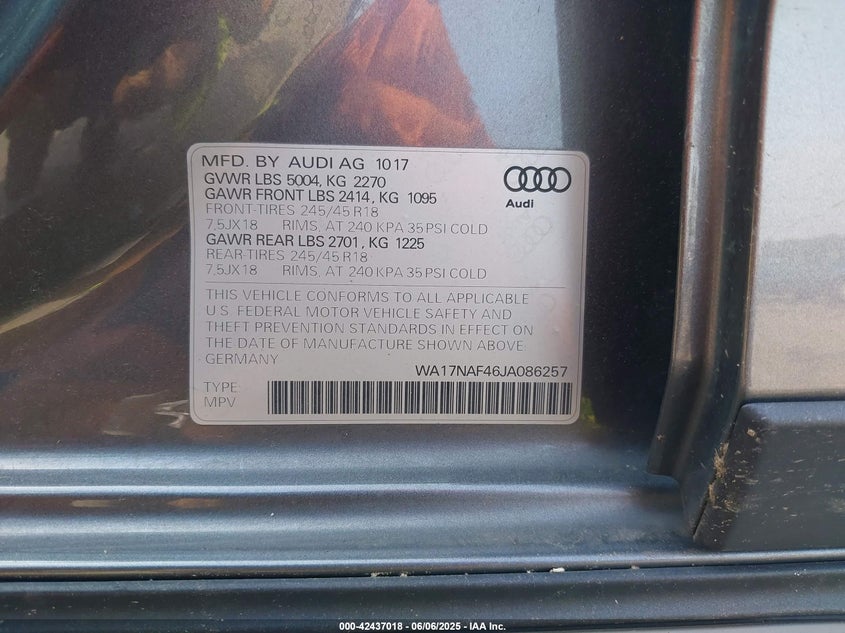 MFD. BY AUDI AG 1017
GVWR LBS 5004, KG 2270
GAWR FRONT LBS 2414, KG 1095
FRONT-TIRES 245/45 R18
7,5JX18 RIMS, AT 240 KPA 35 PSI COLD
GAWR REAR LBS 2701, KG 1225
REAR-TIRES 245/45 R18
7,5JX18 RIMS, AT 240 KPA 35 PSI COLD
Audi
THIS VEHICLE CONFORMS TO ALL APPLICABLE
U.S. FEDERAL MOTOR VEHICLE SAFETY AND
THEFT PREVENTION STANDARDS IN EFFECT ON
THE DATE OF MANUFACTURE SHOWN ABOVE.
GERMANY
WA17NAF46JA086257
TYPE
MPV
000-42437018 - 06/06/2025 - IAA Inc.